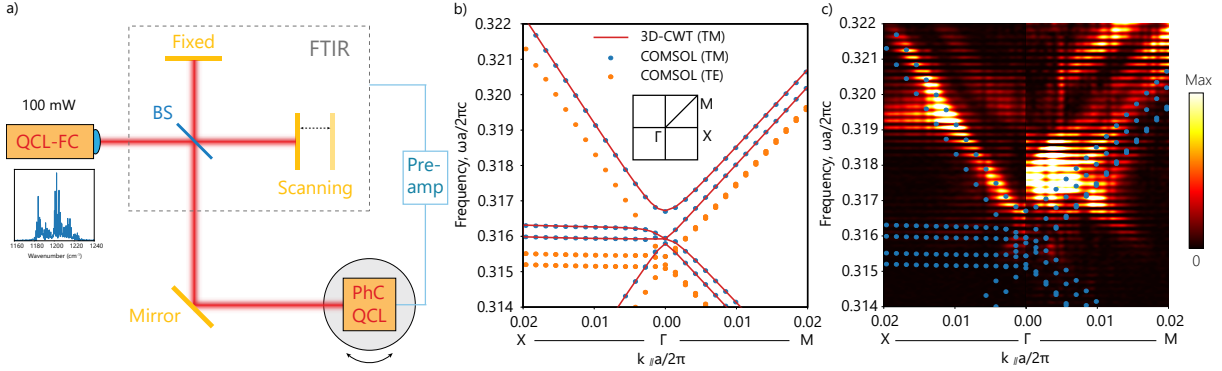 a)
Fixed
FTIR
100 mW
BS
QCL-FC
Scanning
Pre-
amp
1160 1180 1200 1220 1240
Wavenumber (cm⁻¹)
Mirror
PhC
QCL
b)
Frequency, ωa/2πc
0.322
0.321
0.320
0.319
0.318
0.317
0.316
0.315
0.314
3D-CWT (TM)
COMSOL (TM)
COMSOL (TE)
M
Γ
X
0.02 0.01 0.00 0.01 0.02
X Γ M
k∥a/2π
c)
Frequency, ωa/2πc
0.322
0.321
0.320
0.319
0.318
0.317
0.316
0.315
0.314
0.02 0.01 0.00 0.01 0.02
X Γ M
k∥a/2π
Max
0